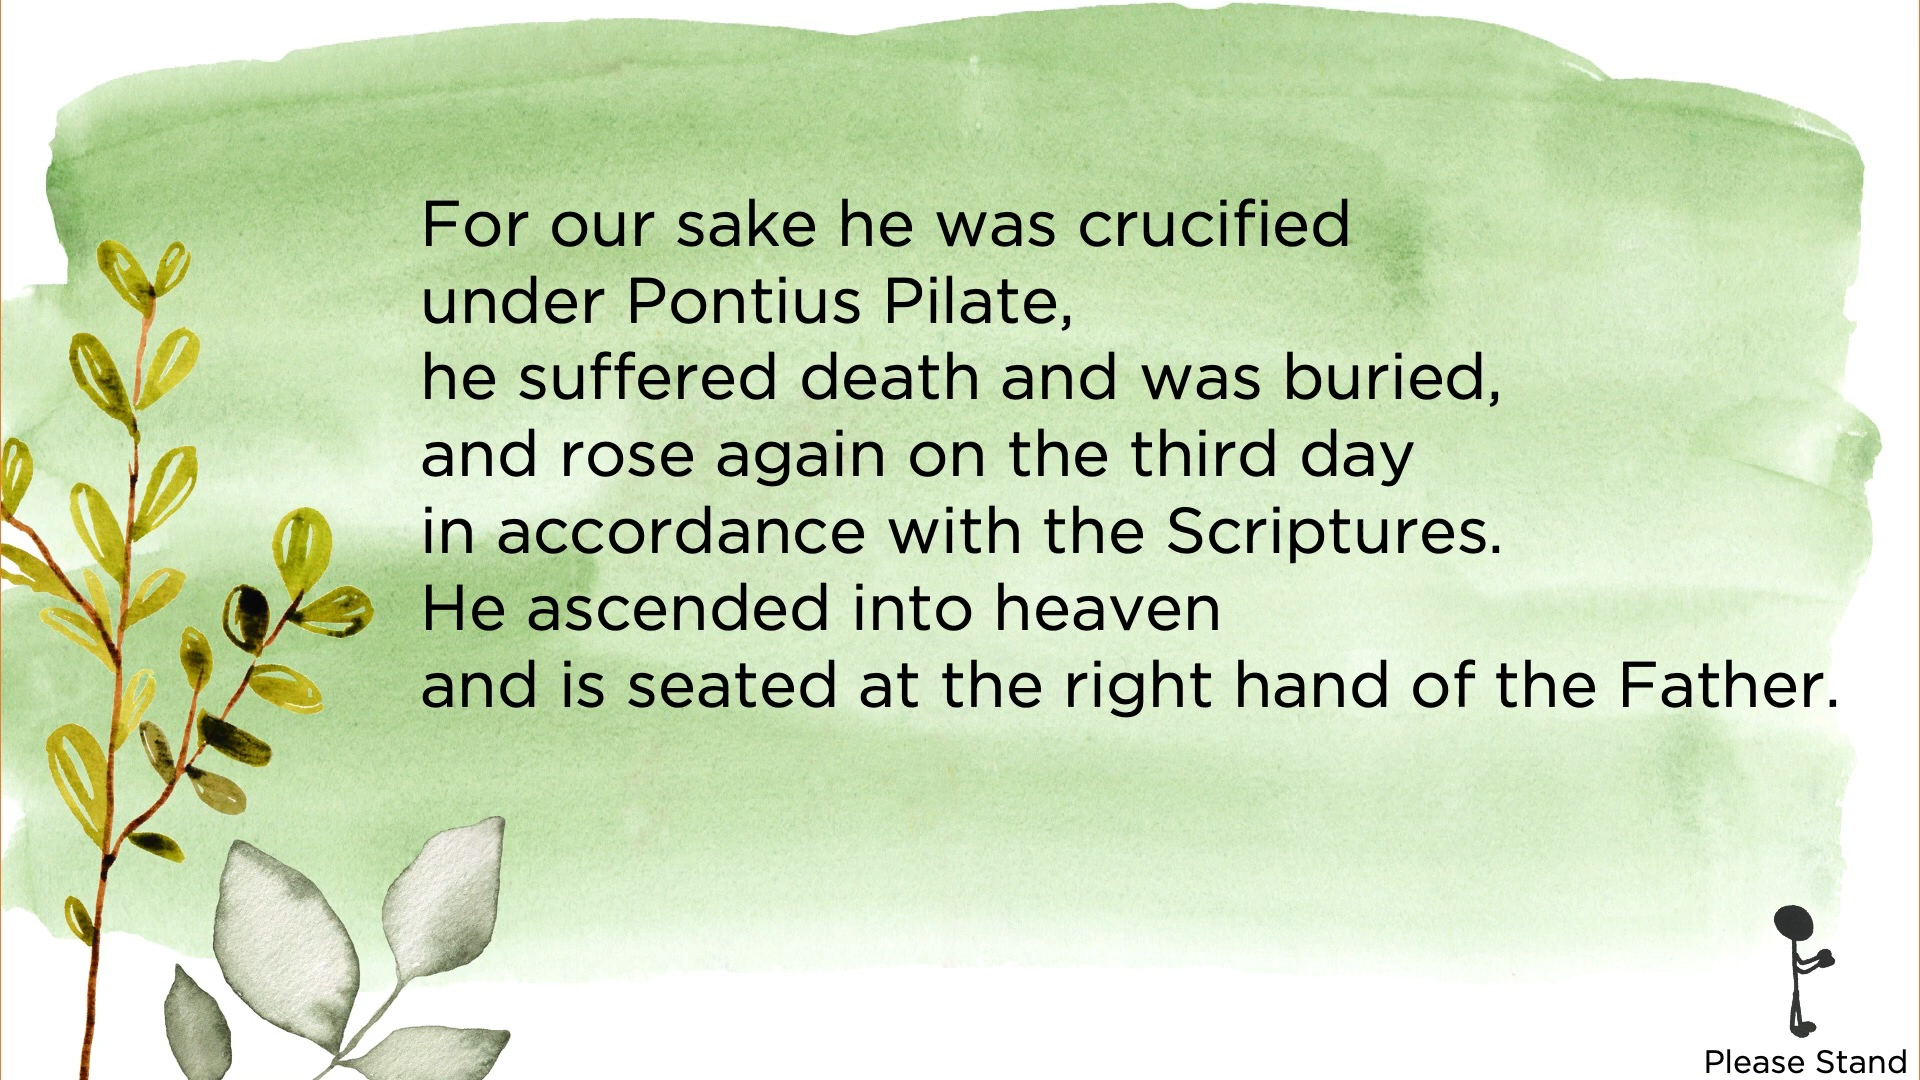 For our sake he was crucified
under Pontius Pilate,
he suffered death and was buried,
and rose again on the third day
in accordance with the Scriptures.
He ascended into heaven
and is seated at the right hand of the Father.
Please Stand